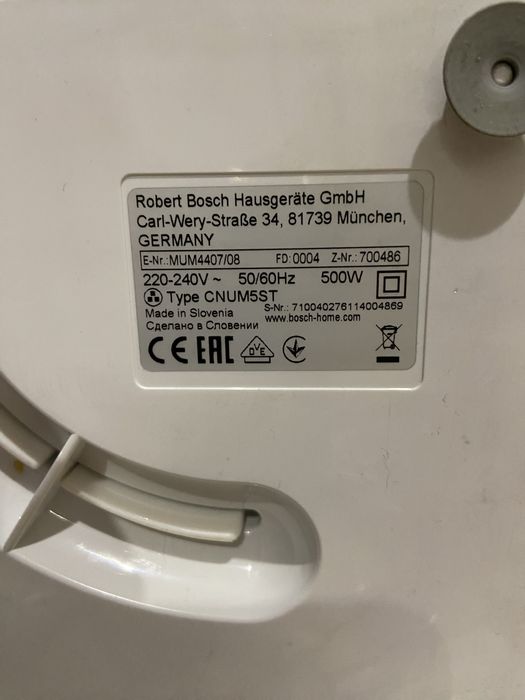 Robert Bosch Hausgeräte GmbH
Carl-Wery-Straße 34, 81739 München,
GERMANY
E-Nr.: MUM4407/08 FD: 0004 Z-Nr.: 700486
220-240V ~ 50/60Hz 500W
Type CNUM5ST
S-Nr.: 710040276114004869
Made in Slovenia www.bosch-home.com
Сделано в Словении
CE EAC DVE